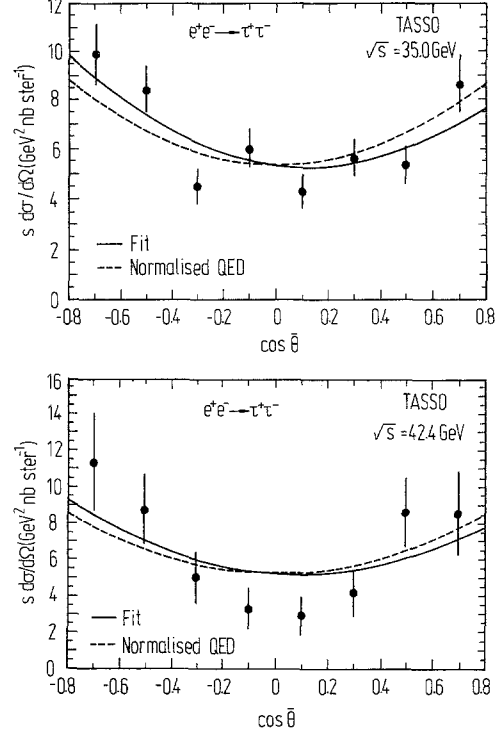 12
10
8
6
4
2
0
s dσ/dΩ(GeV² nb ster⁻¹)
e⁺e⁻→τ⁺τ⁻
TASSO
√s =35.0GeV
Fit
Normalised QED
-0.8 -0.6 -0.4 -0.2 0 0.2 0.4 0.6 0.8
cos θ̄
16
14
12
10
8
6
4
2
0
s dσ/dΩ(GeV² nb ster⁻¹)
e⁺e⁻→τ⁺τ⁻
TASSO
√s =42.4 GeV
Fit
Normalised QED
-0.8 -0.6 -0.4 -0.2 0 0.2 0.4 0.6 0.8
cos θ̄